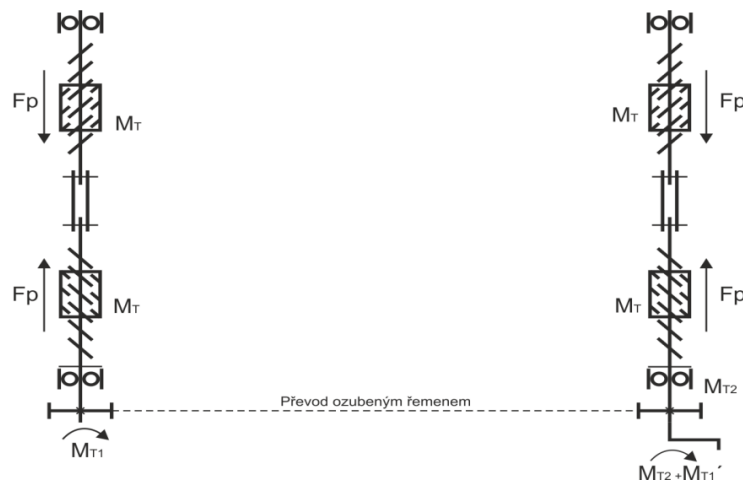 Fp
MT
MT
Fp
Fp
MT
MT
Fp
MT2
Převod ozubeným řemenem
MT1
MT2 +MT1´